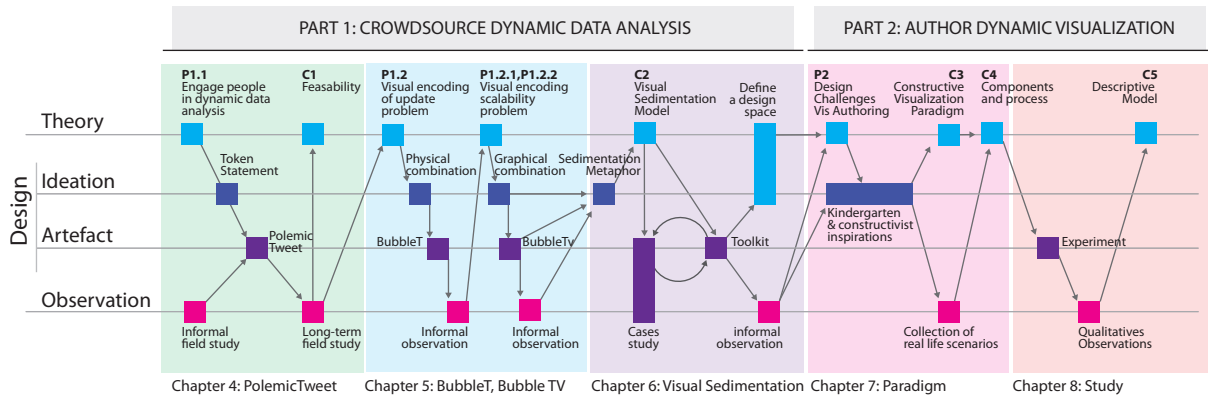 PART 1: CROWDSOURCE DYNAMIC DATA ANALYSIS
PART 2: AUTHOR DYNAMIC VISUALIZATION
P1.1
Engage people
in dynamic data
analysis
C1
Feasability
P1.2
Visual encoding
of update
problem
P1.2.1,P1.2.2
Visual encoding
scalability
problem
C2
Visual
Sedimentation
Model
Define
a design
space
P2
Design
Challenges
Vis Authoring
C3
Constructive
Visualization
Paradigm
C4
Components
and process
C5
Descriptive
Model
Theory
Design
Ideation
Artefact
Observation
Token
Statement
Physical
combination
Graphical
combination
Sedimentation
Metaphor
Kindergarten
& constructivist
inspirations
Polemic
Tweet
BubbleT
BubbleTv
Toolkit
Experiment
Informal
field study
Long-term
field study
Informal
observation
Informal
observation
Cases
study
informal
observation
Collection of
real life scenarios
Qualitatives
Observations
Chapter 4: PolemicTweet
Chapter 5: BubbleT, Bubble TV
Chapter 6: Visual Sedimentation
Chapter 7: Paradigm
Chapter 8: Study